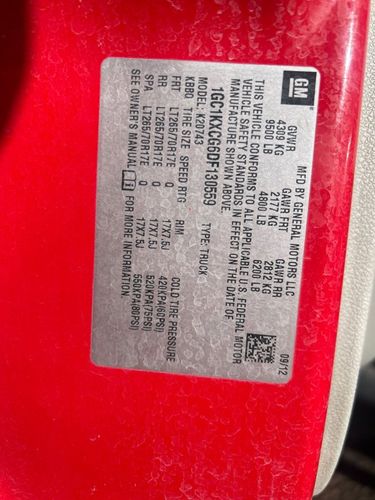 GM
MFD BY GENERAL MOTORS LLC
09/12
GVWR GAWR FRT GAWR RR
4309 KG 2177 KG 2812 KG
9500 LB 4800 LB 6200 LB
THIS VEHICLE CONFORMS TO ALL APPLICABLE U.S. FEDERAL MOTOR
VEHICLE SAFETY STANDARDS IN EFFECT ON THE DATE OF
MANUFACTURE SHOWN ABOVE.
1GC1KXCG6DF130559 TYPE: TRUCK
MODEL: K20743
KBBO TIRE SIZE SPEED RTG RIM COLD TIRE PRESSURE
FRT LT265/70R17E Q 17X7.5J 420KPA(60PSI)
RR LT265/70R17E Q 17X7.5J 520KPA(75PSI)
SPA LT265/70R17E Q 17X7.5J 550KPA(80PSI)
SEE OWNER'S MANUAL FOR MORE INFORMATION.